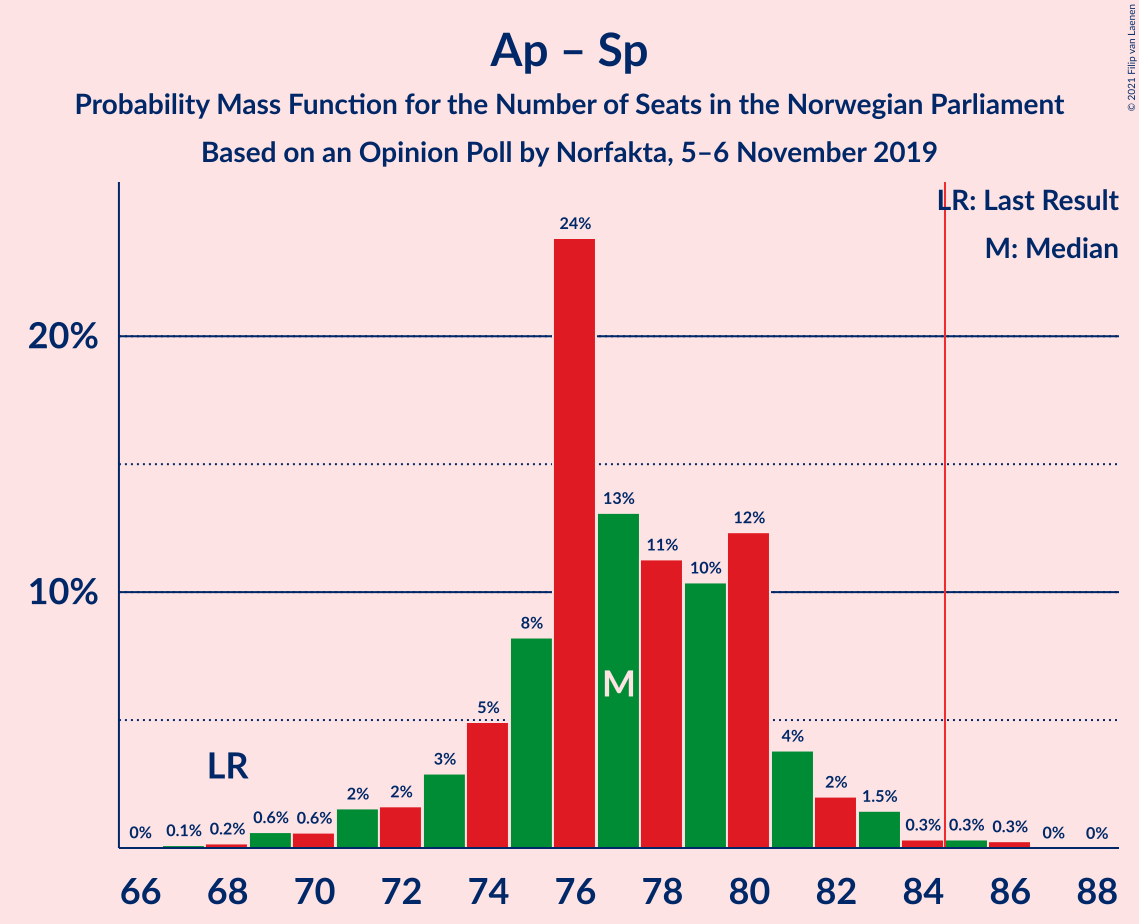 Ap – Sp
Probability Mass Function for the Number of Seats in the Norwegian Parliament
Based on an Opinion Poll by Norfakta, 5–6 November 2019
© 2021 Filip van Laenen
LR: Last Result
M: Median
20%
10%
0%
0.1%
0.2%
0.6%
0.6%
2%
2%
3%
5%
8%
24%
13%
11%
10%
12%
4%
2%
1.5%
0.3%
0.3%
0.3%
0%
0%
LR
M
66 68 70 72 74 76 78 80 82 84 86 88